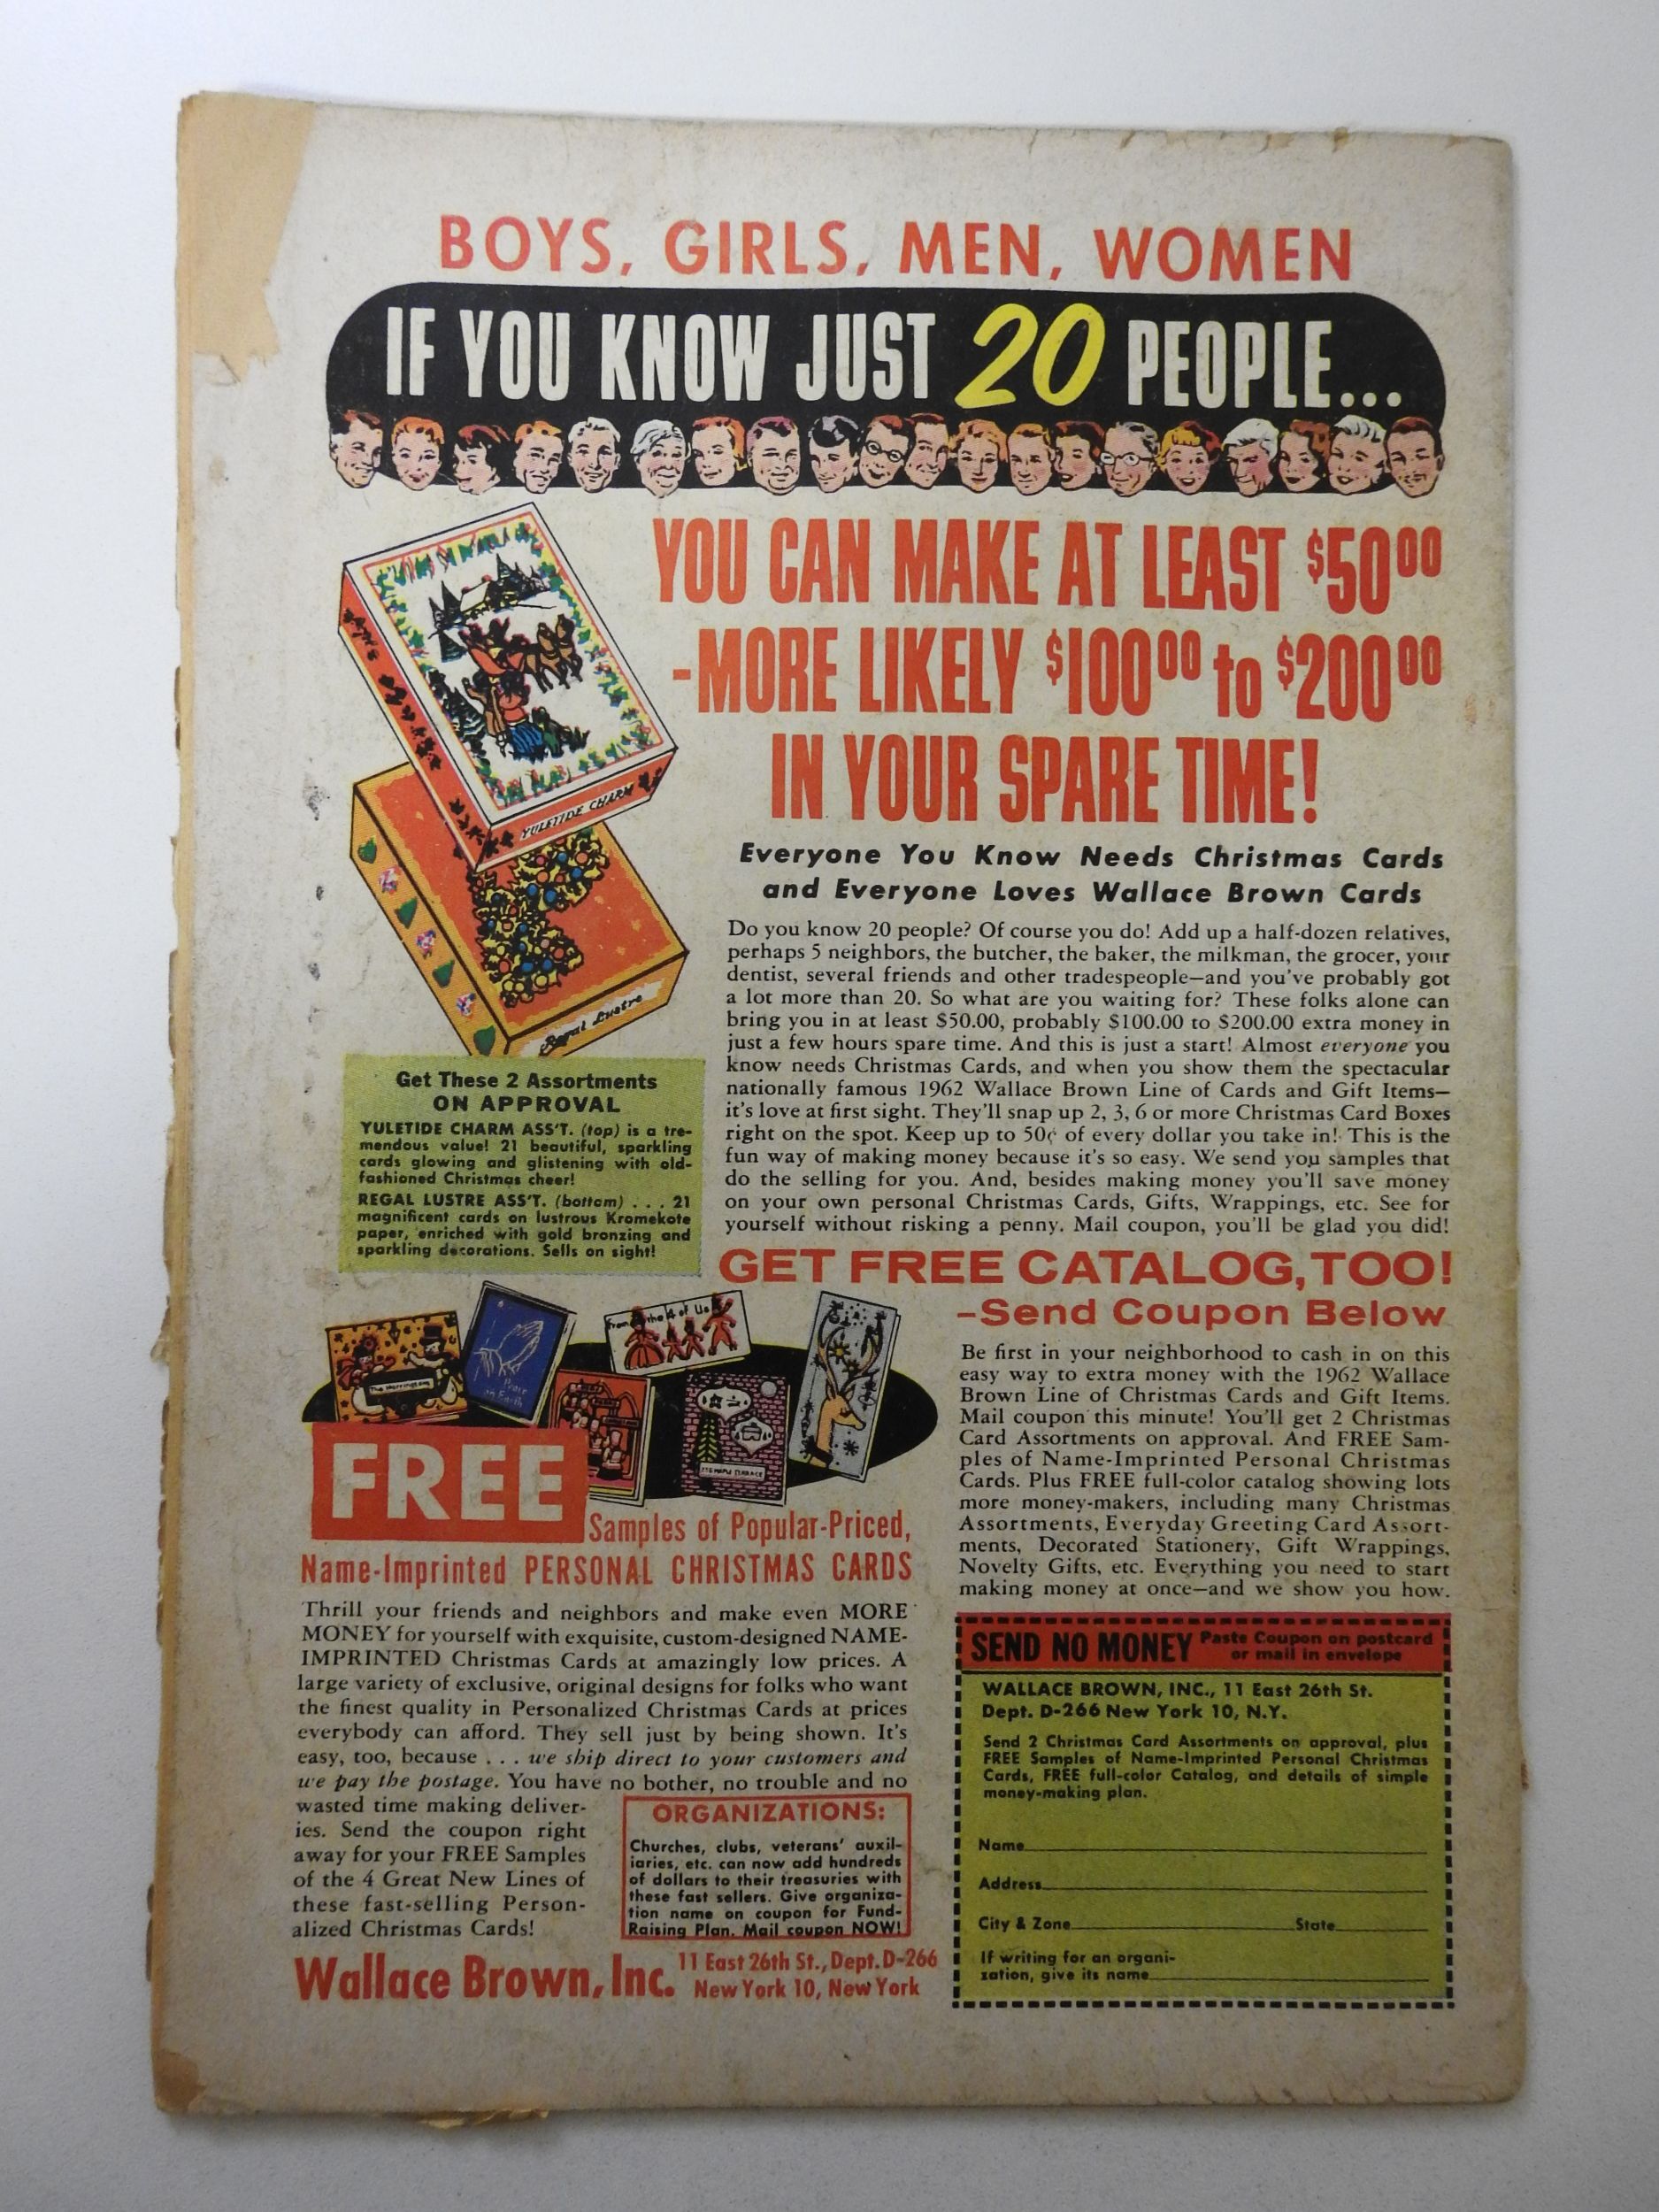 BOYS, GIRLS, MEN, WOMEN
IF YOU KNOW JUST 20 PEOPLE...
YOU CAN MAKE AT LEAST $50 00
-MORE LIKELY $100 00 to $200 00
IN YOUR SPARE TIME!
YULETIDE CHARM
Regal Lustre
Everyone You Know Needs Christmas Cards
and Everyone Loves Wallace Brown Cards
Do you know 20 people? Of course you do! Add up a half-dozen relatives,
perhaps 5 neighbors, the butcher, the baker, the milkman, the grocer, your
dentist, several friends and other tradespeople—and you've probably got
a lot more than 20. So what are you waiting for? These folks alone can
bring you in at least $50.00, probably $100.00 to $200.00 extra money in
just a few hours spare time. And this is just a start! Almost everyone you
know needs Christmas Cards, and when you show them the spectacular
nationally famous 1962 Wallace Brown Line of Cards and Gift Items—
it's love at first sight. They'll snap up 2, 3, 6 or more Christmas Card Boxes
right on the spot. Keep up to 50¢ of every dollar you take in! This is the
fun way of making money because it's so easy. We send you samples that
do the selling for you. And, besides making money you'll save money
on your own personal Christmas Cards, Gifts, Wrappings, etc. See for
yourself without risking a penny. Mail coupon, you'll be glad you did!
Get These 2 Assortments
ON APPROVAL
YULETIDE CHARM ASS'T. (top) is a tre-
mendous value! 21 beautiful, sparkling
cards glowing and glistening with old-
fashioned Christmas cheer!
REGAL LUSTRE ASS'T. (bottom) . . . 21
magnificent cards on lustrous Kromekote
paper, enriched with gold bronzing and
sparkling decorations. Sells on sight!
GET FREE CATALOG, TOO!
-Send Coupon Below
Be first in your neighborhood to cash in on this
easy way to extra money with the 1962 Wallace
Brown Line of Christmas Cards and Gift Items.
Mail coupon this minute! You'll get 2 Christmas
Card Assortments on approval. And FREE Sam-
ples of Name-Imprinted Personal Christmas
Cards. Plus FREE full-color catalog showing lots
more money-makers, including many Christmas
Assortments, Everyday Greeting Card Assort-
ments, Decorated Stationery, Gift Wrappings,
Novelty Gifts, etc. Everything you need to start
making money at once—and we show you how.
The Harringtons
Peace on Earth
from the 4 of Us
FREE
Samples of Popular-Priced,
Name-Imprinted PERSONAL CHRISTMAS CARDS
Thrill your friends and neighbors and make even MORE
MONEY for yourself with exquisite, custom-designed NAME-
IMPRINTED Christmas Cards at amazingly low prices. A
large variety of exclusive, original designs for folks who want
the finest quality in Personalized Christmas Cards at prices
everybody can afford. They sell just by being shown. It's
easy, too, because . . . we ship direct to your customers and
we pay the postage. You have no bother, no trouble and no
wasted time making deliver-
ies. Send the coupon right
away for your FREE Samples
of the 4 Great New Lines of
these fast-selling Person-
alized Christmas Cards!
ORGANIZATIONS:
Churches, clubs, veterans' auxil-
iaries, etc. can now add hundreds
of dollars to their treasuries with
these fast sellers. Give organiza-
tion name on coupon for Fund-
Raising Plan. Mail coupon NOW!
Wallace Brown, Inc. 11 East 26th St., Dept. D-266
New York 10, New York
SEND NO MONEY Paste Coupon on postcard
or mail in envelope
WALLACE BROWN, INC., 11 East 26th St.
Dept. D-266 New York 10, N.Y.
Send 2 Christmas Card Assortments on approval, plus
FREE Samples of Name-Imprinted Personal Christmas
Cards, FREE full-color Catalog, and details of simple
money-making plan.
Name
Address
City & Zone State
If writing for an organi-
zation, give its name